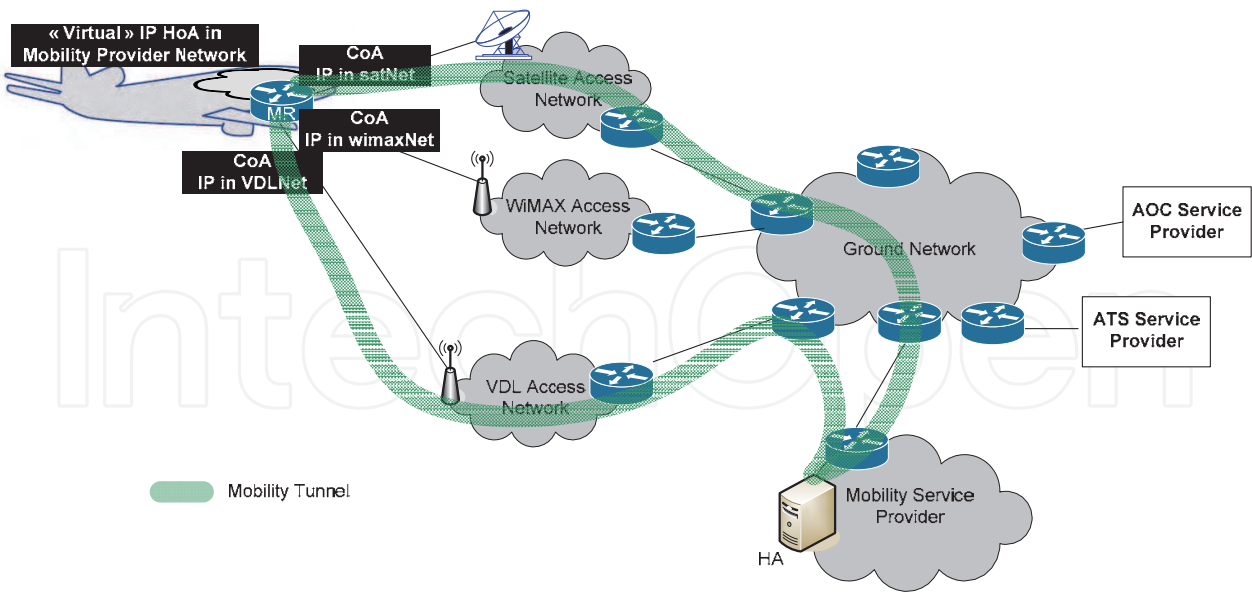 « Virtual » IP HoA in
Mobility Provider Network
CoA
IP in satNet
Satellite Access
Network
MR
CoA
IP in wimaxNet
CoA
IP in VDLNet
WiMAX Access
Network
Ground Network
AOC Service
Provider
ATS Service
Provider
VDL Access
Network
Mobility Tunnel
Mobility Service
Provider
HA
IntechOpen